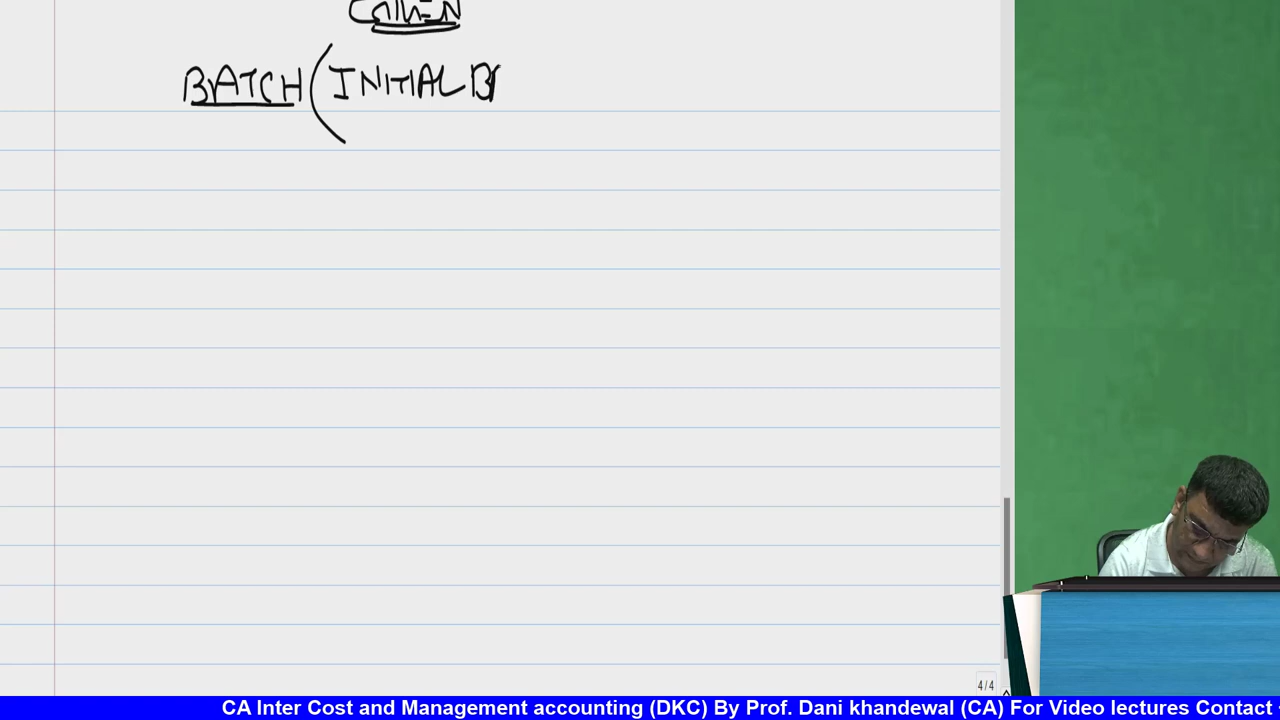 BATCH (INITIAL B
4/4
CA Inter Cost and Management accounting (DKC) By Prof. Dani khandewal (CA) For Video lectures Contact